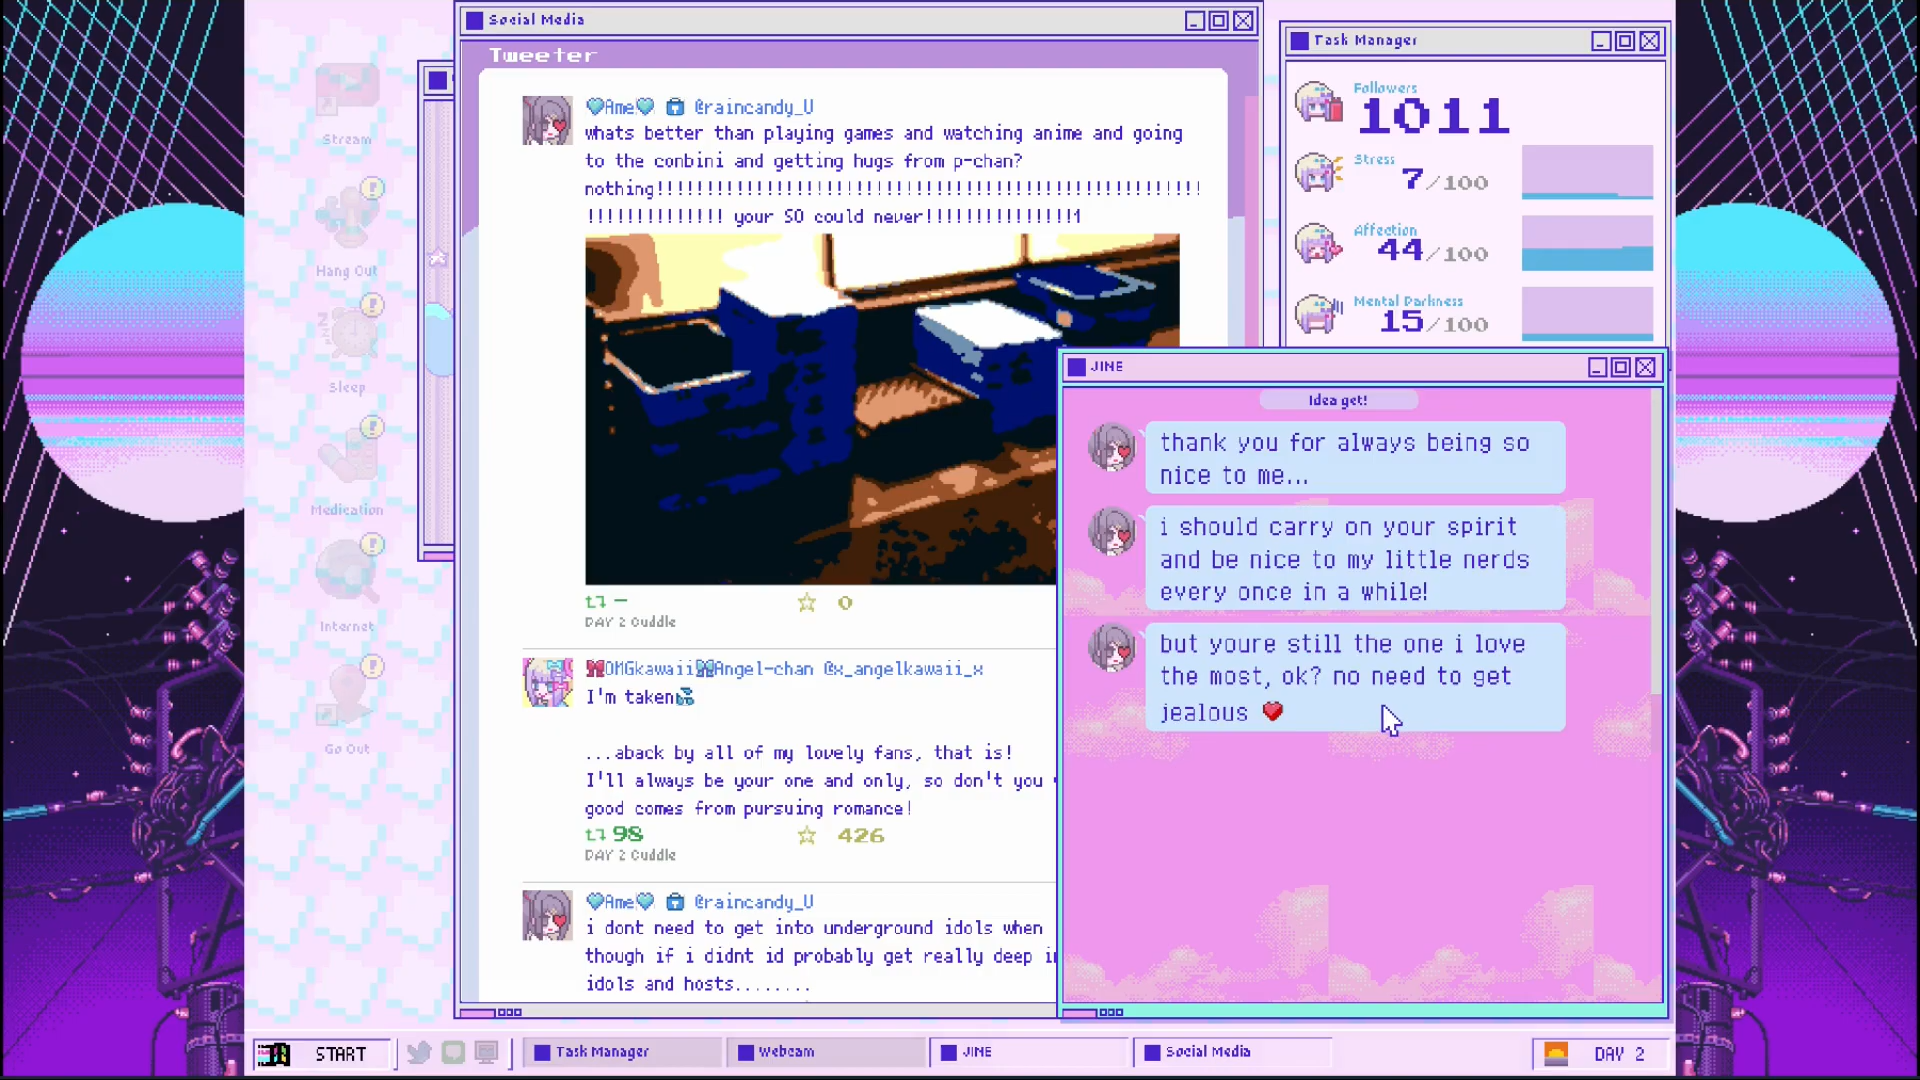 Social Media
Tweeter
Ame @raincandy_U
whats better than playing games and watching anime and going
to the conbini and getting hugs from p-chan?
nothing!!!!!!!!!!!!!!!!!!!!!!!!!!!!!!!!!!!!!!!!!!!!!!!!!!!!!!!
!!!!!!!!!!!!!! your SO could never!!!!!!!!!!!!!!!1
DAY 2 Cuddle
0
OMGkawaiiAngel-chan @x_angelkawaii_x
I'm taken
...aback by all of my lovely fans, that is!
I'll always be your one and only, so don't you
good comes from pursuing romance!
98
426
DAY 2 Cuddle
Ame @raincandy_U
i dont need to get into underground idols when
though if i didnt id probably get really deep in
idols and hosts........
Task Manager
Followers
1011
Stress
7/100
Affection
44/100
Mental Darkness
15/100
JINE
Idea get!
thank you for always being so
nice to me...
i should carry on your spirit
and be nice to my little nerds
every once in a while!
but youre still the one i love
the most, ok? no need to get
jealous
Stream
Hang Out
Sleep
Medication
Internet
Go Out
START
Task Manager
Webcam
JINE
Social Media
DAY 2